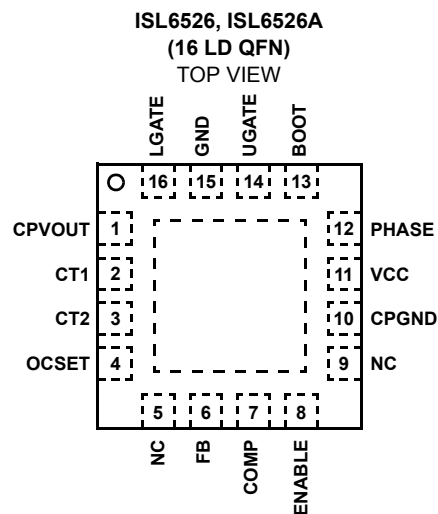 ISL6526, ISL6526A
(16 LD QFN)
TOP VIEW
LGATE
GND
UGATE
BOOT
16
15
14
13
CPVOUT
1
12
PHASE
CT1
2
11
VCC
CT2
3
10
CPGND
OCSET
4
9
NC
5
6
7
8
NC
FB
COMP
ENABLE